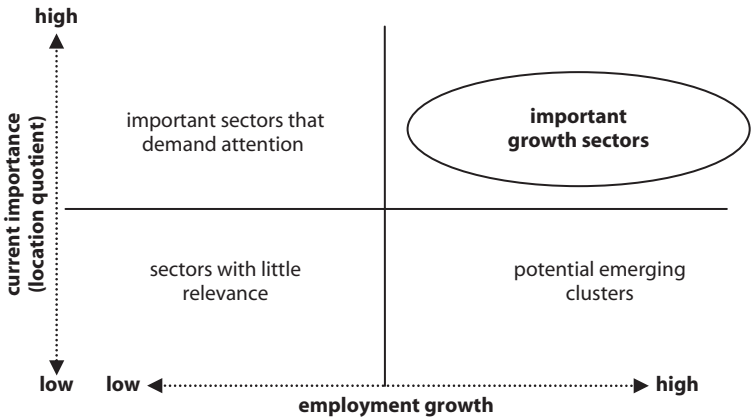 high
current importance
(location quotient)
important sectors that
demand attention
important
growth sectors
sectors with little
relevance
potential emerging
clusters
low
low
high
employment growth